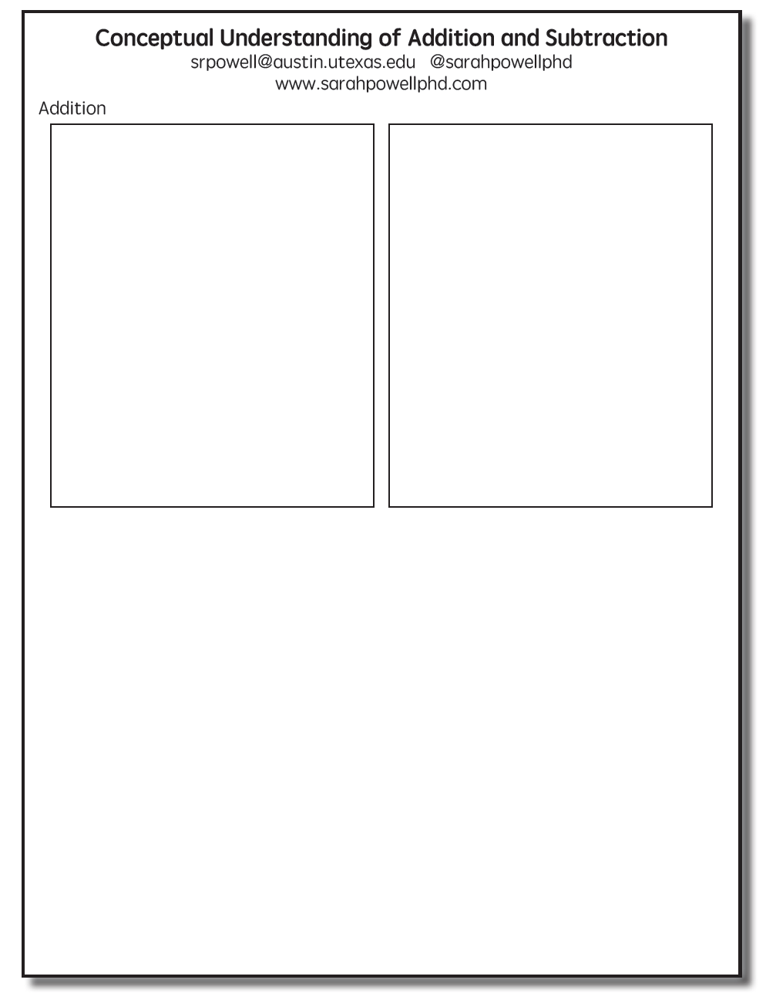 Conceptual Understanding of Addition and Subtraction
srpowell@austin.utexas.edu @sarahpowellphd
www.sarahpowellphd.com
Addition